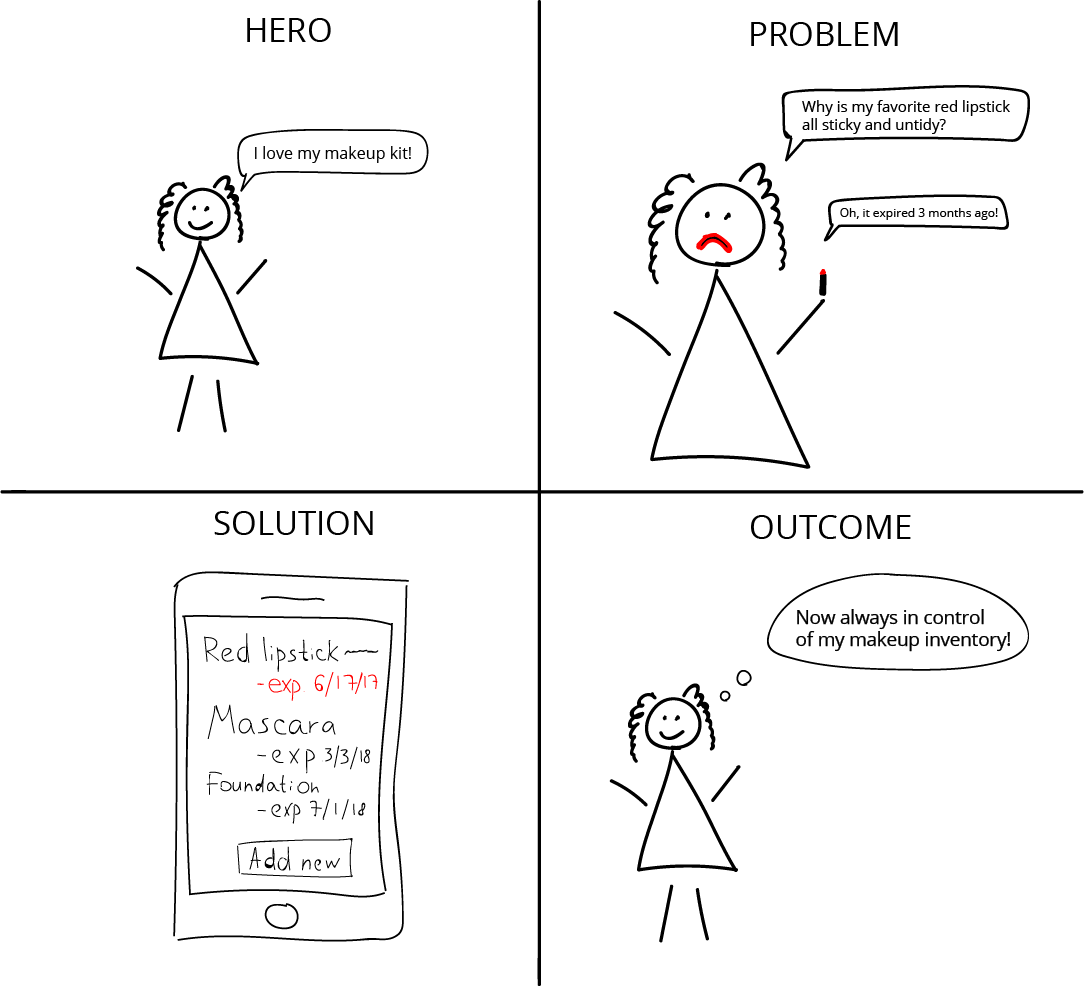 HERO
I love my makeup kit!
PROBLEM
Why is my favorite red lipstick
all sticky and untidy?
Oh, it expired 3 months ago!
SOLUTION
Red lipstick
-exp 6/17/17
Mascara
-exp 3/3/18
Foundation
-exp 7/1/18
Add new
OUTCOME
Now always in control
of my makeup inventory!